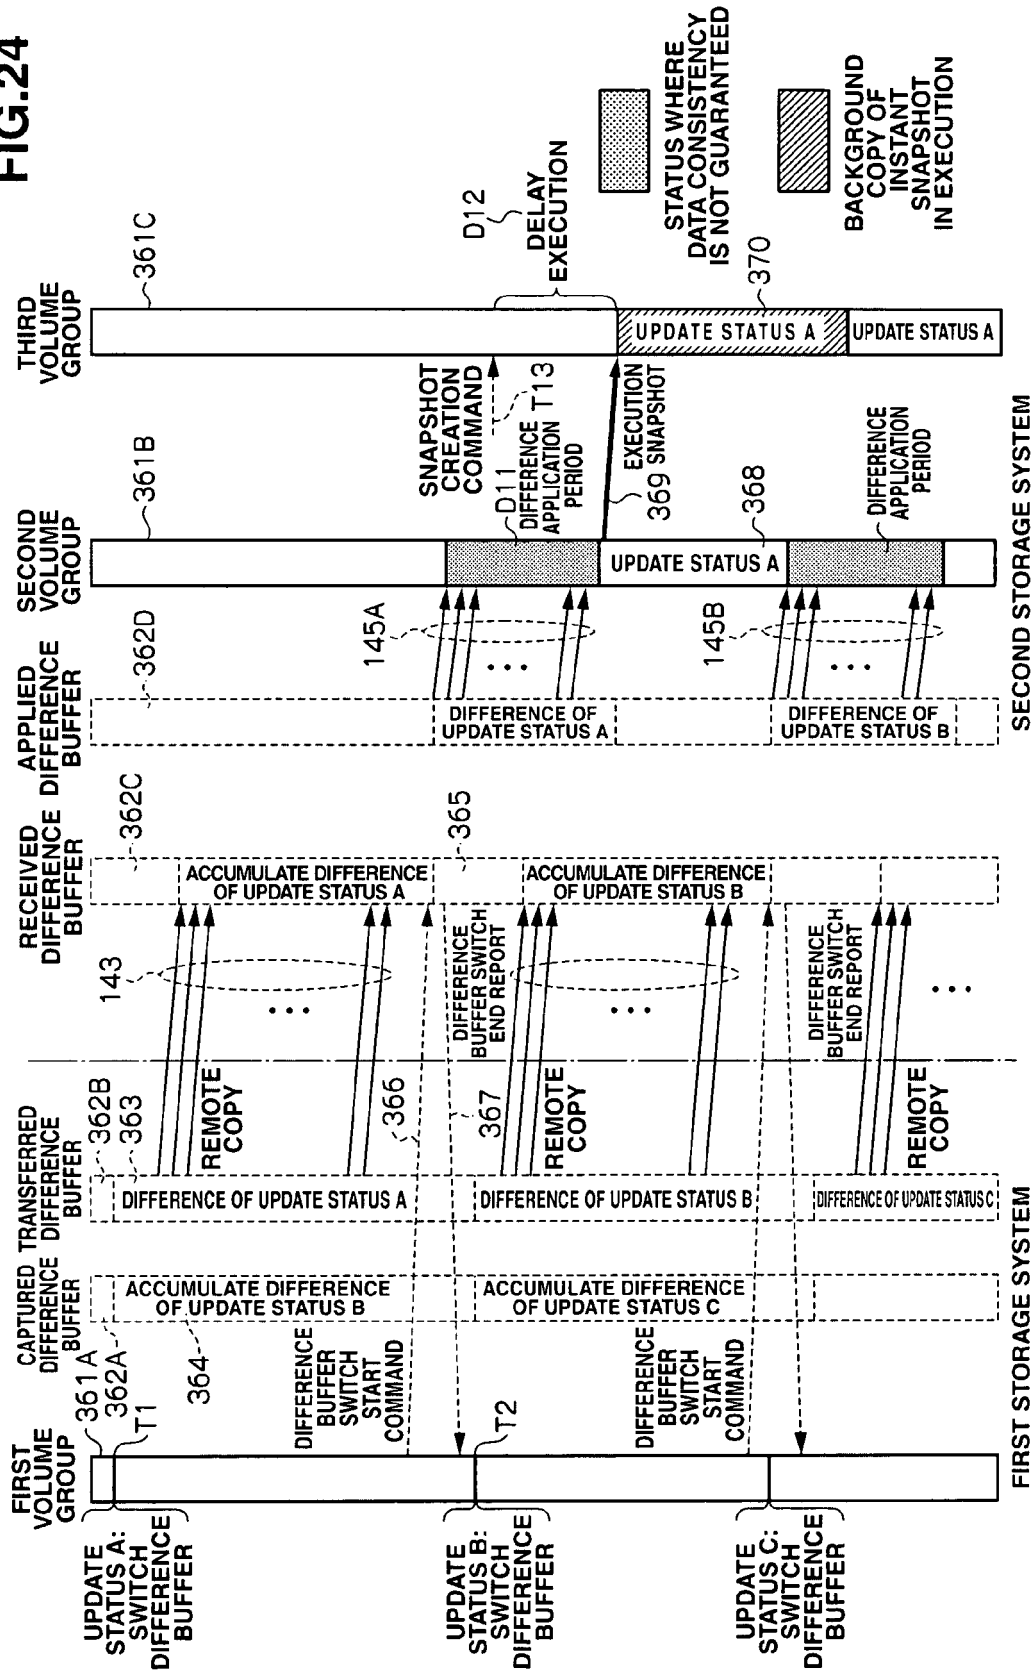 FIG.24
FIRST
VOLUME
GROUP
361A
CAPTURED
DIFFERENCE
BUFFER
362A
TRANSFERRED
DIFFERENCE
BUFFER
362B
RECEIVED
DIFFERENCE
BUFFER
362C
APPLIED
DIFFERENCE
BUFFER
362D
SECOND
VOLUME
GROUP
361B
THIRD
VOLUME
GROUP
361C
UPDATE
STATUS A:
SWITCH
DIFFERENCE
BUFFER
T1
363
DIFFERENCE OF UPDATE STATUS A
ACCUMULATE DIFFERENCE
OF UPDATE STATUS B
364
REMOTE
COPY
143
ACCUMULATE DIFFERENCE
OF UPDATE STATUS A
DIFFERENCE
BUFFER
SWITCH
START
COMMAND
366
365
DIFFERENCE
BUFFER SWITCH
END REPORT
367
DIFFERENCE OF
UPDATE STATUS A
145A
D11
DIFFERENCE
APPLICATION
PERIOD
SNAPSHOT
CREATION
COMMAND
T13
D12
DELAY
EXECUTION
UPDATE
STATUS B:
SWITCH
DIFFERENCE
BUFFER
T2
ACCUMULATE DIFFERENCE
OF UPDATE STATUS C
DIFFERENCE OF UPDATE STATUS B
REMOTE
COPY
ACCUMULATE DIFFERENCE
OF UPDATE STATUS B
369
EXECUTION
SNAPSHOT
UPDATE STATUS A
368
UPDATE STATUS A
370
DIFFERENCE
BUFFER
SWITCH
START
COMMAND
UPDATE
STATUS C:
SWITCH
DIFFERENCE
BUFFER
DIFFERENCE
BUFFER SWITCH
END REPORT
DIFFERENCE OF
UPDATE STATUS B
145B
DIFFERENCE
APPLICATION
PERIOD
UPDATE STATUS A
DIFFERENCE OF UPDATE STATUS C
REMOTE
COPY
STATUS WHERE
DATA CONSISTENCY
IS NOT GUARANTEED
BACKGROUND
COPY OF
INSTANT
SNAPSHOT
IN EXECUTION
FIRST STORAGE SYSTEM
SECOND STORAGE SYSTEM